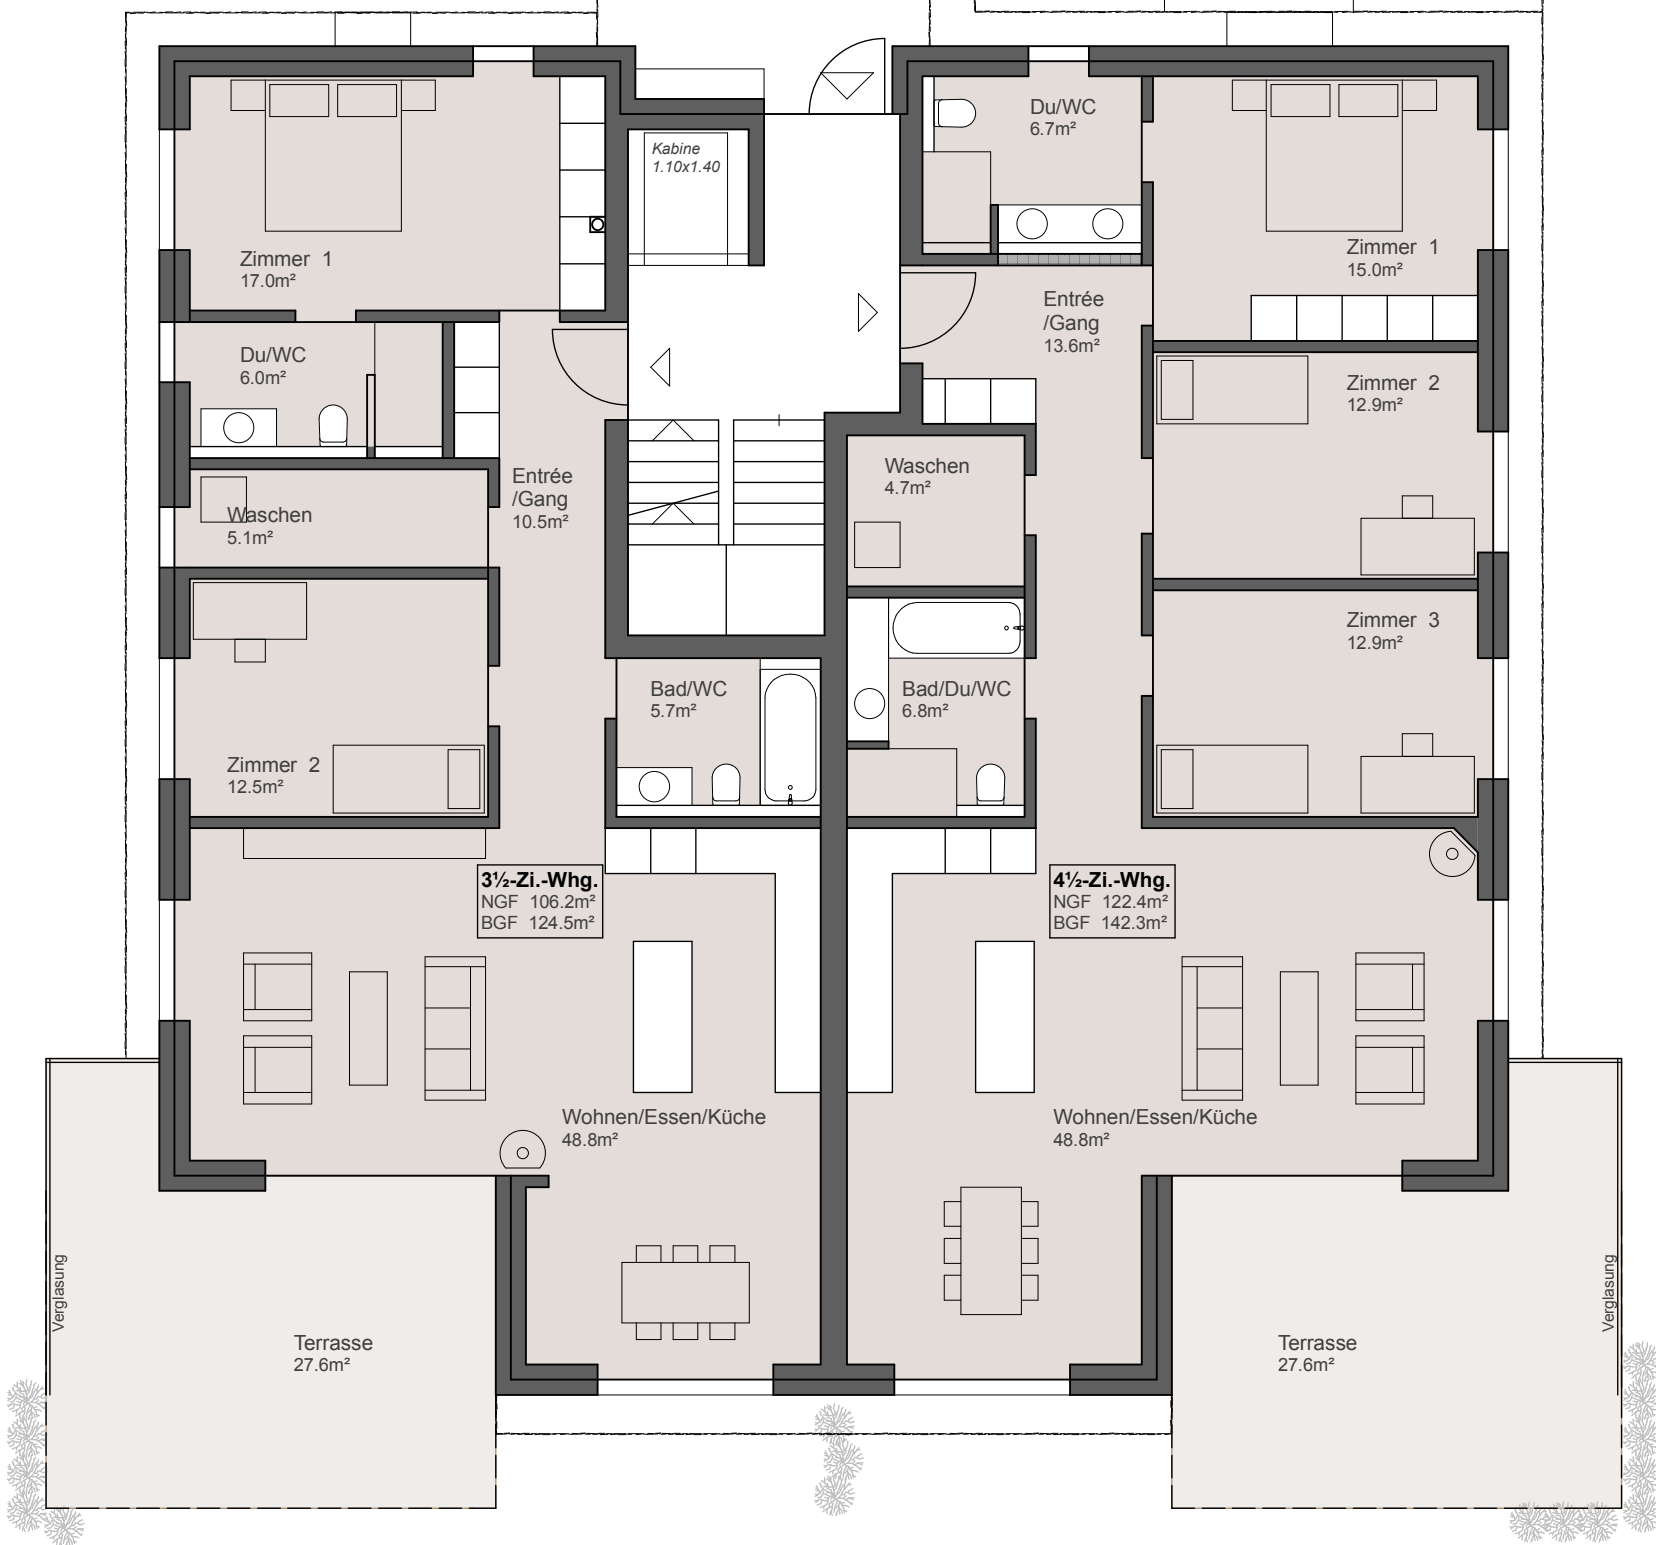 Kabine
1.10x1.40
Du/WC
6.7m²
Zimmer 1
17.0m²
Zimmer 1
15.0m²
Entrée
/Gang
13.6m²
Du/WC
6.0m²
Zimmer 2
12.9m²
Entrée
/Gang
10.5m²
Waschen
4.7m²
Waschen
5.1m²
Zimmer 3
12.9m²
Bad/WC
5.7m²
Bad/Du/WC
6.8m²
Zimmer 2
12.5m²
3½-Zi.-Whg.
NGF 106.2m²
BGF 124.5m²
4½-Zi.-Whg.
NGF 122.4m²
BGF 142.3m²
Wohnen/Essen/Küche
48.8m²
Wohnen/Essen/Küche
48.8m²
Verglasung
Verglasung
Terrasse
27.6m²
Terrasse
27.6m²